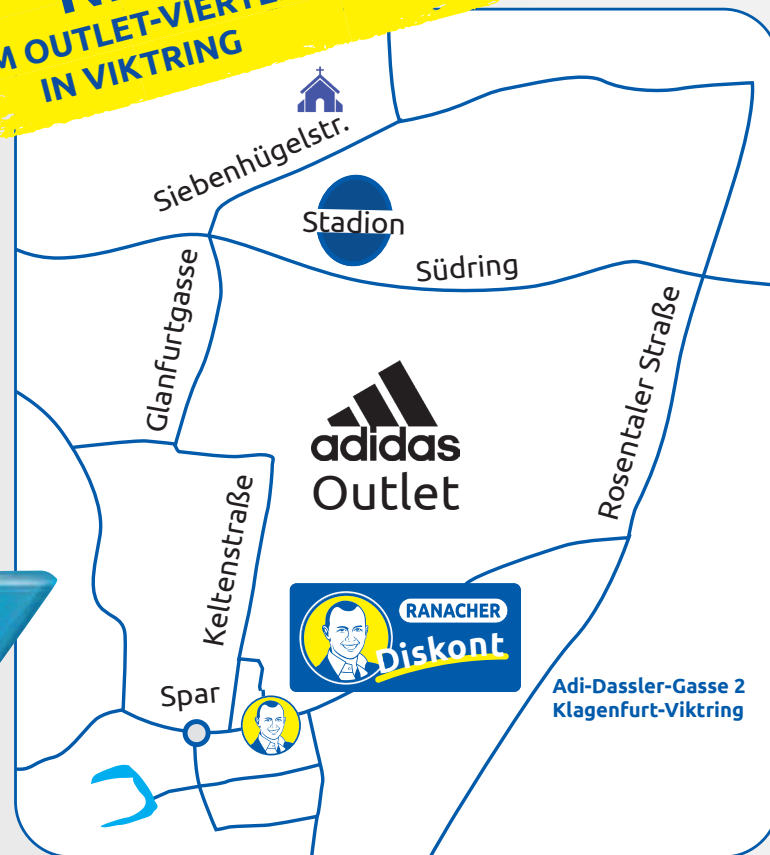 M OUTLET-VIERTEL
IN VIKTRING
Siebenhügelstr.
Stadion
Südring
Glanfurtgasse
Rosentaler Straße
adidas
Outlet
Keltenstraße
RANACHER
Diskont
Spar
Adi-Dassler-Gasse 2
Klagenfurt-Viktring